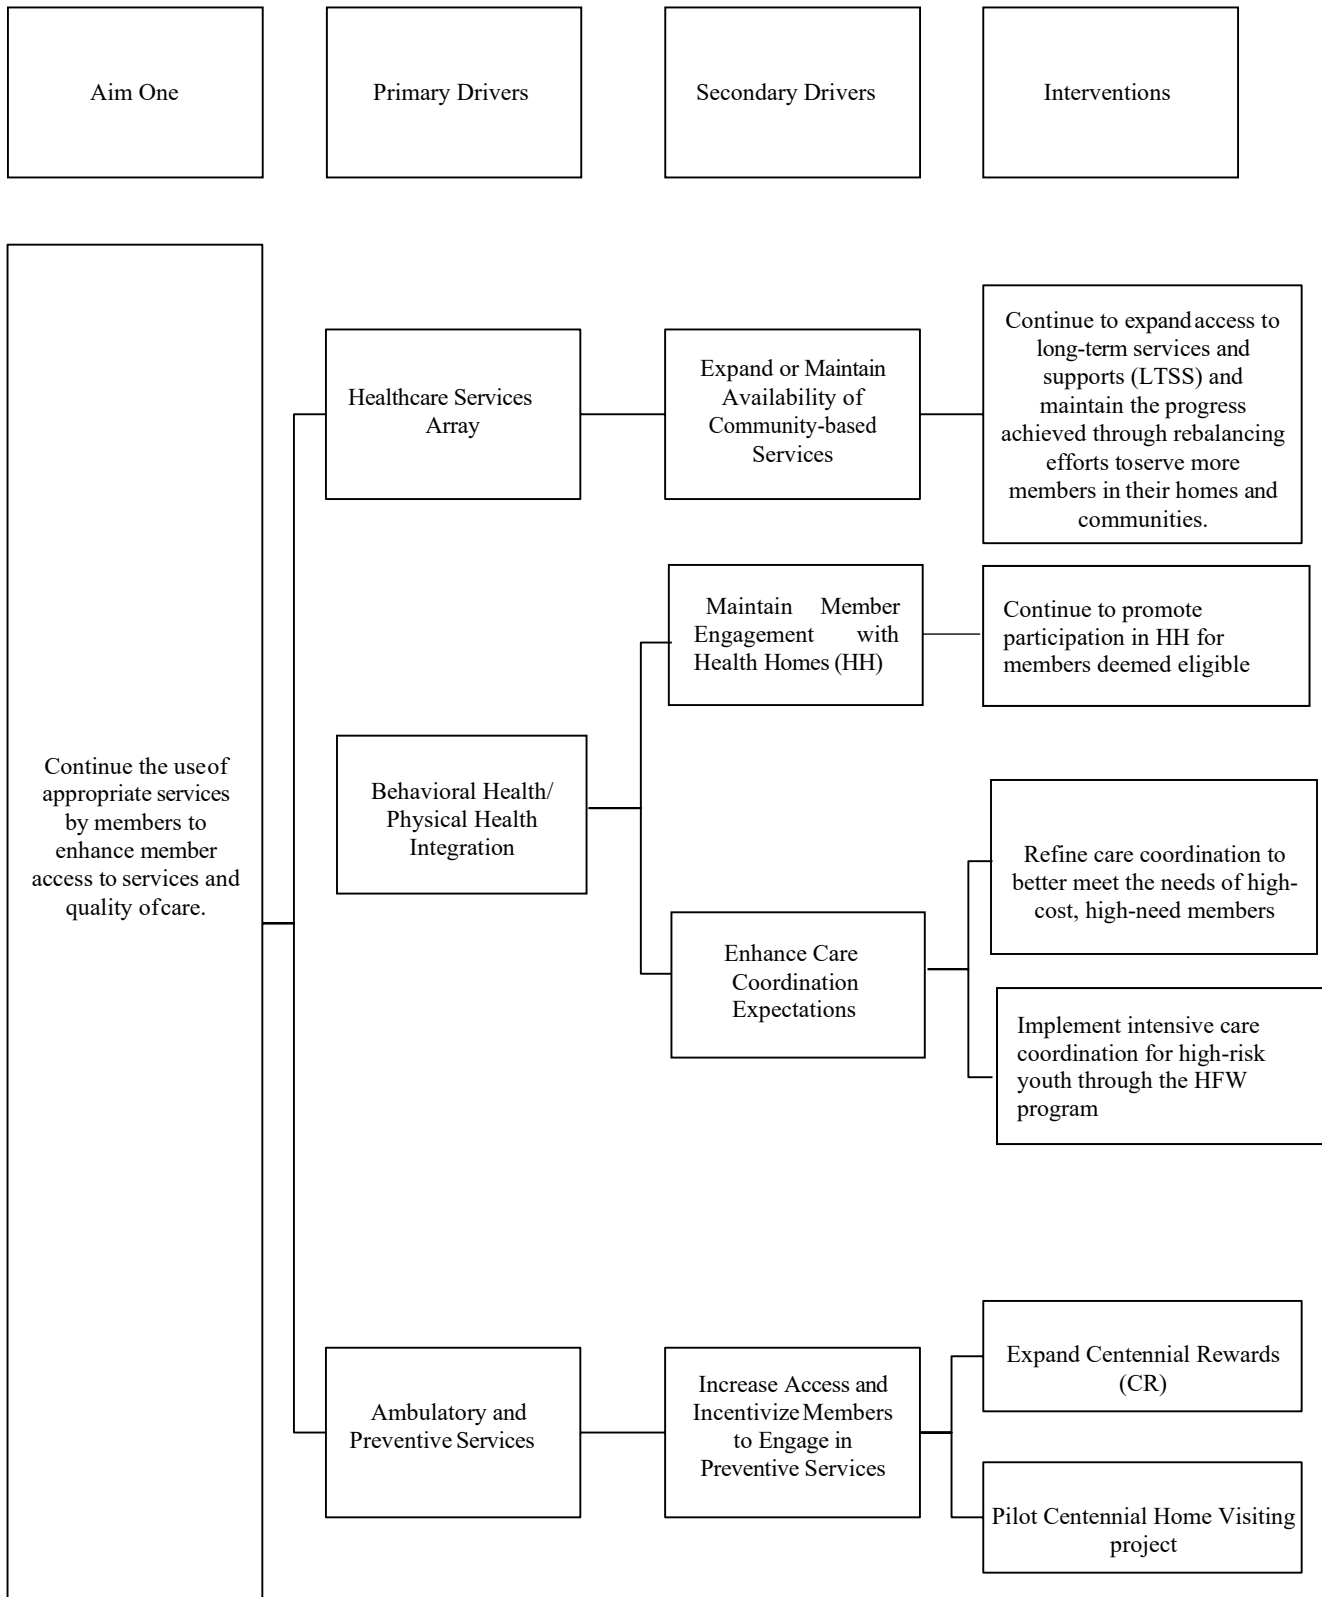 Aim One
Primary Drivers
Secondary Drivers
Interventions
Continue the use of
appropriate services
by members to
enhance member
access to services and
quality of care.
Healthcare Services
Array
Expand or Maintain
Availability of
Community-based
Services
Continue to expand access to
long-term services and
supports (LTSS) and
maintain the progress
achieved through rebalancing
efforts to serve more
members in their homes and
communities.
Behavioral Health/
Physical Health
Integration
Maintain Member
Engagement with
Health Homes (HH)
Continue to promote
participation in HH for
members deemed eligible
Enhance Care
Coordination
Expectations
Refine care coordination to
better meet the needs of high-
cost, high-need members
Implement intensive care
coordination for high-risk
youth through the HFW
program
Ambulatory and
Preventive Services
Increase Access and
Incentivize Members
to Engage in
Preventive Services
Expand Centennial Rewards
(CR)
Pilot Centennial Home Visiting
project